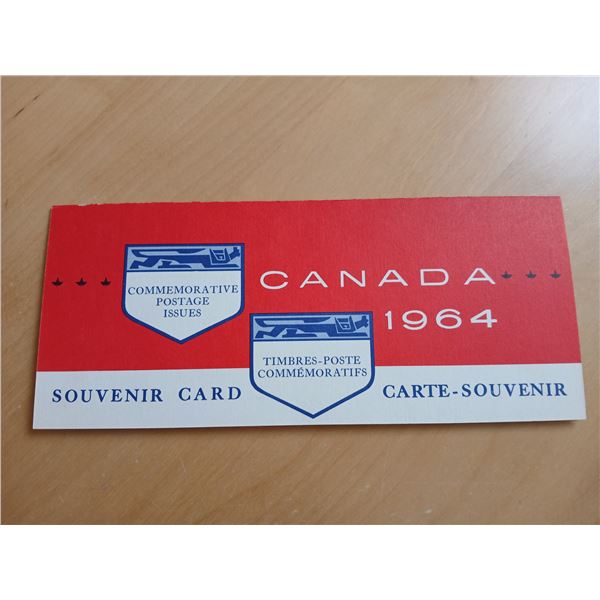 CANADA
1964
COMMEMORATIVE
POSTAGE
ISSUES
TIMBRES-POSTE
COMMÉMORATIFS
SOUVENIR CARD
CARTE-SOUVENIR